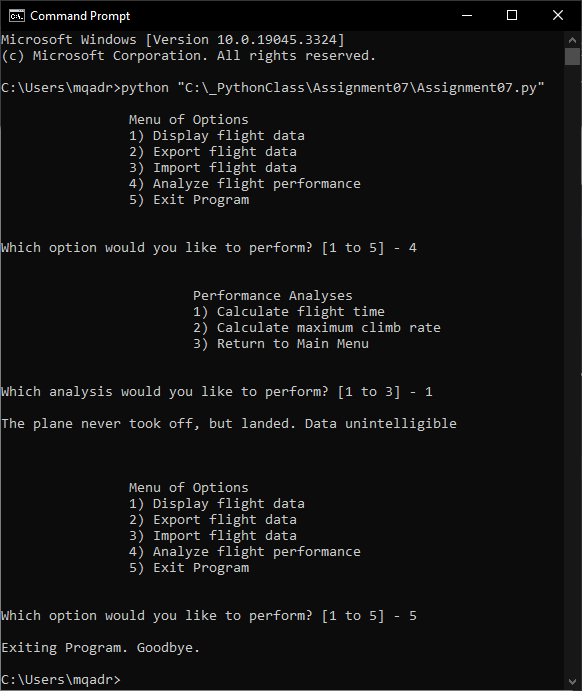 Command Prompt
Microsoft Windows [Version 10.0.19045.3324]
(c) Microsoft Corporation. All rights reserved.
C:\Users\mqadr>python "C:\_PythonClass\Assignment07\Assignment07.py"
Menu of Options
1) Display flight data
2) Export flight data
3) Import flight data
4) Analyze flight performance
5) Exit Program
Which option would you like to perform? [1 to 5] - 4
Performance Analyses
1) Calculate flight time
2) Calculate maximum climb rate
3) Return to Main Menu
Which analysis would you like to perform? [1 to 3] - 1
The plane never took off, but landed. Data unintelligible
Menu of Options
1) Display flight data
2) Export flight data
3) Import flight data
4) Analyze flight performance
5) Exit Program
Which option would you like to perform? [1 to 5] - 5
Exiting Program. Goodbye.
C:\Users\mqadr>